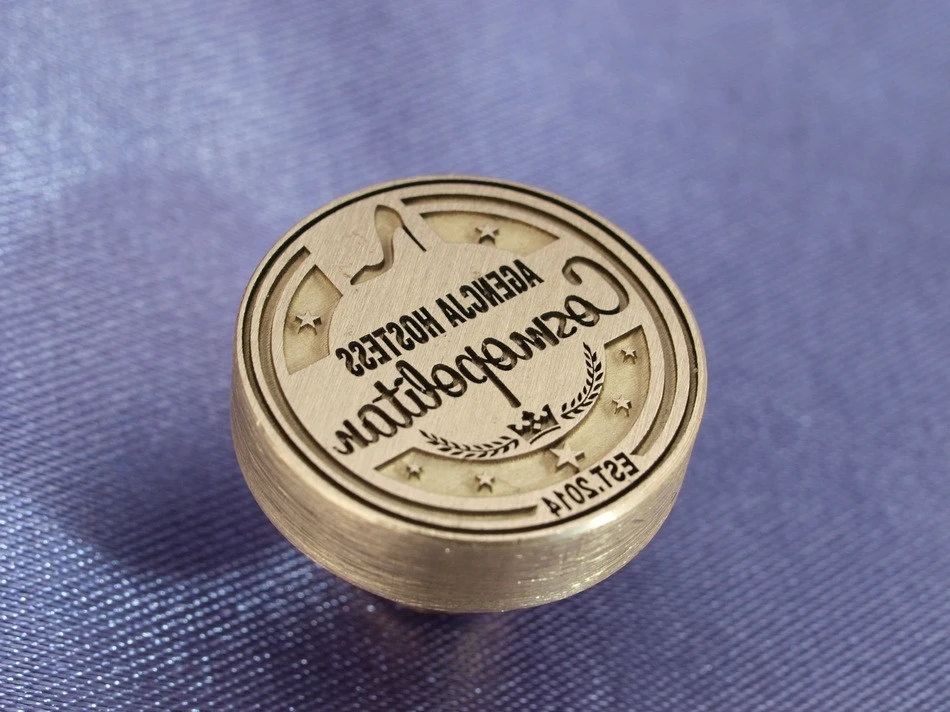 AGENCJA HOSTESS
Cosmopolitan
EST.2014